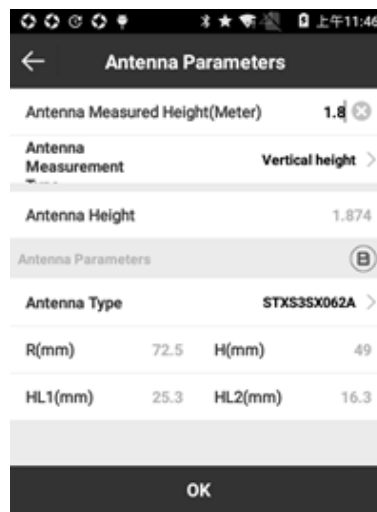 上午11:46
Antenna Parameters
Antenna Measured Height(Meter) 1.8
Antenna
Measurement Vertical height
Antenna Height 1.874
Antenna Parameters
Antenna Type STXS3SX062A
R(mm) 72.5 H(mm) 49
HL1(mm) 25.3 HL2(mm) 16.3
OK